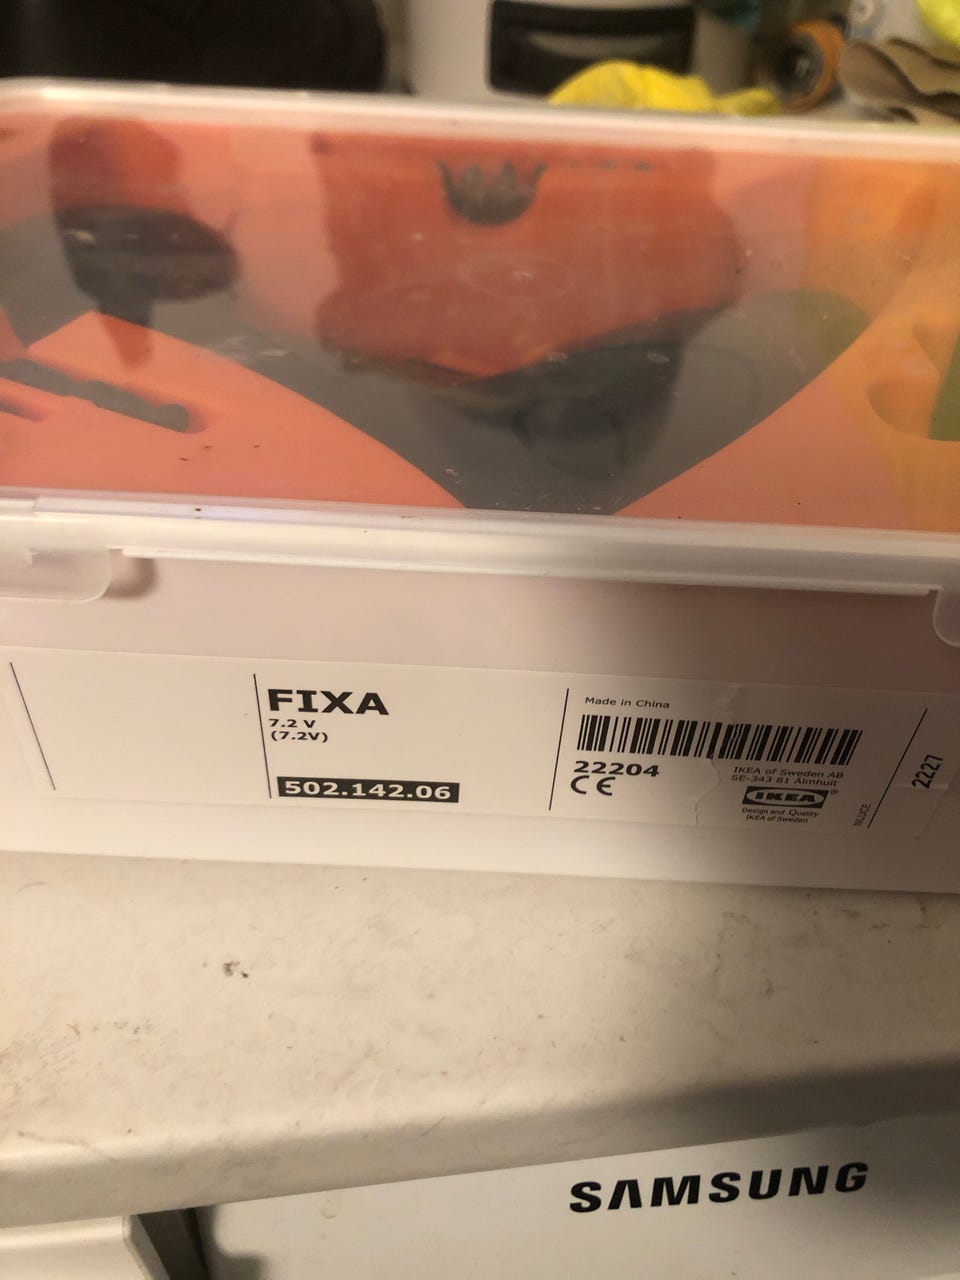 FIXA
7.2 V
(7.2V)
502.142.06
Made in China
22204
CE
IKEA of Sweden AB
SE-343 81 Älmhult
IKEA®
Design and Quality
IKEA of Sweden
2227
SAMSUNG